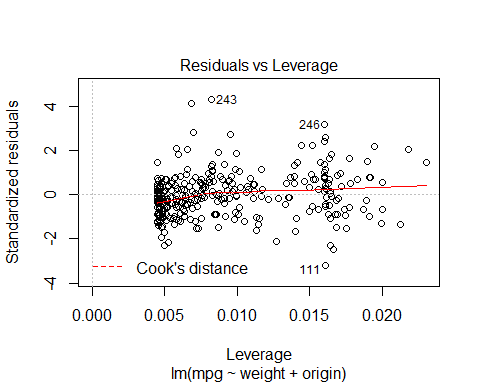 Residuals vs Leverage
Standardized residuals
4
2
0
-2
-4
243
246
111
Cook's distance
0.000 0.005 0.010 0.015 0.020
Leverage
lm(mpg ~ weight + origin)